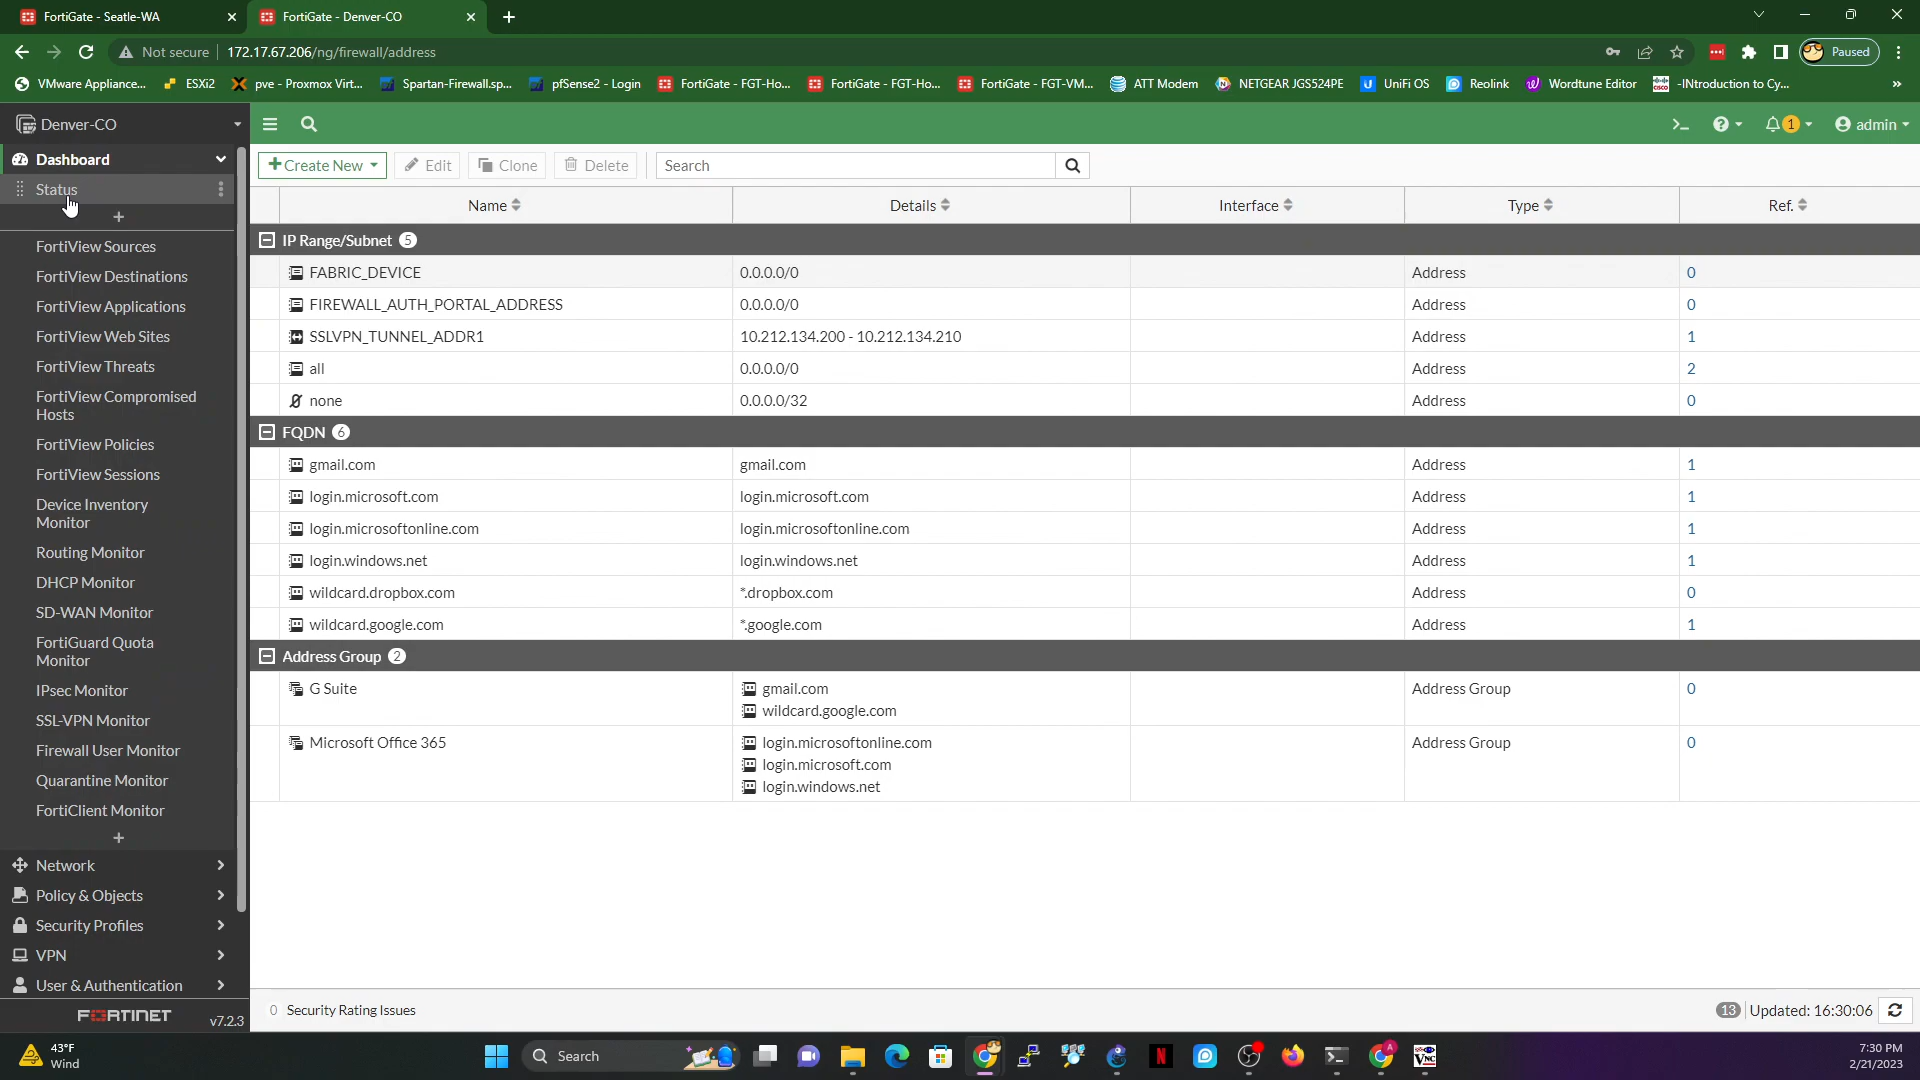 FortiGate - Seatle-WA
FortiGate - Denver-CO
Not secure
172.17.67.206/ng/firewall/address
Paused
VMware Appliance...
ESXi2
pve - Proxmox Virt...
Spartan-Firewall.sp...
pfSense2 - Login
FortiGate - FGT-Ho...
FortiGate - FGT-Ho...
FortiGate - FGT-VM...
ATT Modem
NETGEAR JGS524PE
UniFi OS
Reolink
Wordtune Editor
-INtroduction to Cy...
Denver-CO
1
admin
Dashboard
Status
FortiView Sources
FortiView Destinations
FortiView Applications
FortiView Web Sites
FortiView Threats
FortiView Compromised
Hosts
FortiView Policies
FortiView Sessions
Device Inventory
Monitor
Routing Monitor
DHCP Monitor
SD-WAN Monitor
FortiGuard Quota
Monitor
IPsec Monitor
SSL-VPN Monitor
Firewall User Monitor
Quarantine Monitor
FortiClient Monitor
Network
Policy & Objects
Security Profiles
VPN
User & Authentication
FORTINET v7.2.3
+Create New Edit Clone Delete Search
Name Details Interface Type Ref.
IP Range/Subnet 5
FABRIC_DEVICE 0.0.0.0/0 Address 0
FIREWALL_AUTH_PORTAL_ADDRESS 0.0.0.0/0 Address 0
SSLVPN_TUNNEL_ADDR1 10.212.134.200 - 10.212.134.210 Address 1
all 0.0.0.0/0 Address 2
none 0.0.0.0/32 Address 0
FQDN 6
gmail.com gmail.com Address 1
login.microsoft.com login.microsoft.com Address 1
login.microsoftonline.com login.microsoftonline.com Address 1
login.windows.net login.windows.net Address 1
wildcard.dropbox.com *.dropbox.com Address 0
wildcard.google.com *.google.com Address 1
Address Group 2
G Suite gmail.com Address Group 0
wildcard.google.com
Microsoft Office 365 login.microsoftonline.com Address Group 0
login.microsoft.com
login.windows.net
0 Security Rating Issues
13 Updated: 16:30:06
43°F
Wind
Search
7:30 PM
2/21/2023